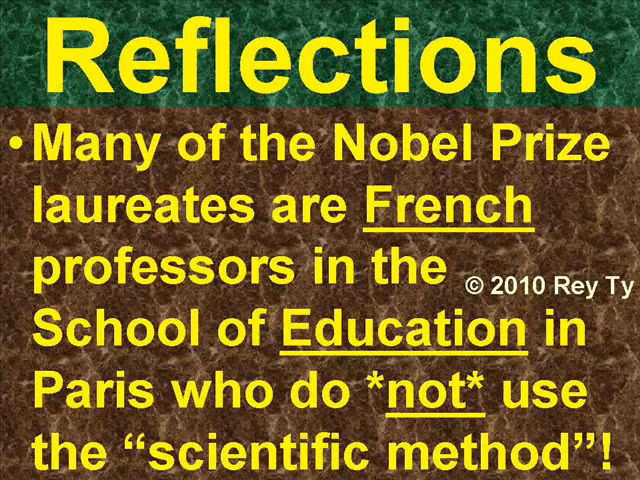 Reflections
• Many of the Nobel Prize
laureates are French
professors in the
© 2010 Rey Ty
School of Education in
Paris who do *not* use
the “scientific method”!